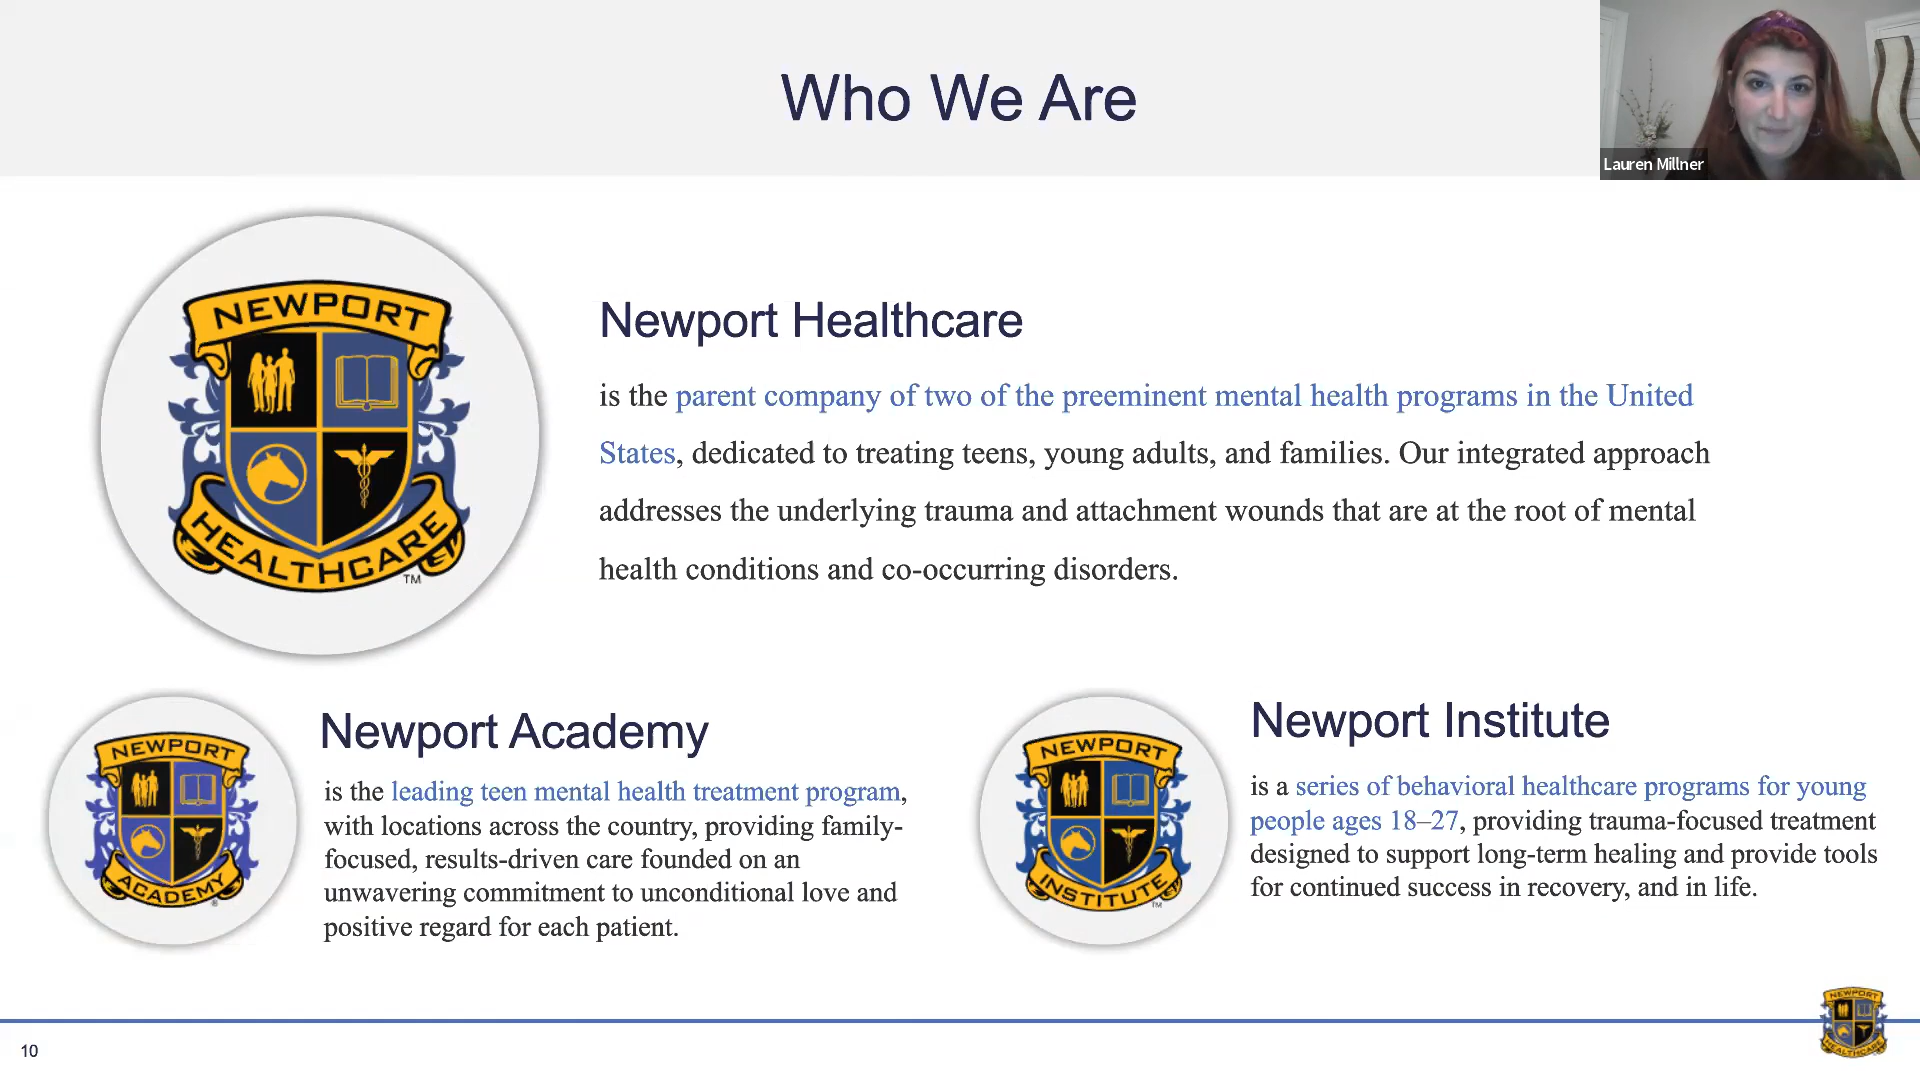 Who We Are
Lauren Millner
NEWPORT
HEALTHCARE
TM
Newport Healthcare
is the parent company of two of the preeminent mental health programs in the United
States, dedicated to treating teens, young adults, and families. Our integrated approach
addresses the underlying trauma and attachment wounds that are at the root of mental
health conditions and co-occurring disorders.
NEWPORT
ACADEMY
®
Newport Academy
is the leading teen mental health treatment program,
with locations across the country, providing family-
focused, results-driven care founded on an
unwavering commitment to unconditional love and
positive regard for each patient.
NEWPORT
INSTITUTE
TM
Newport Institute
is a series of behavioral healthcare programs for young
people ages 18–27, providing trauma-focused treatment
designed to support long-term healing and provide tools
for continued success in recovery, and in life.
10
NEWPORT
HEALTHCARE